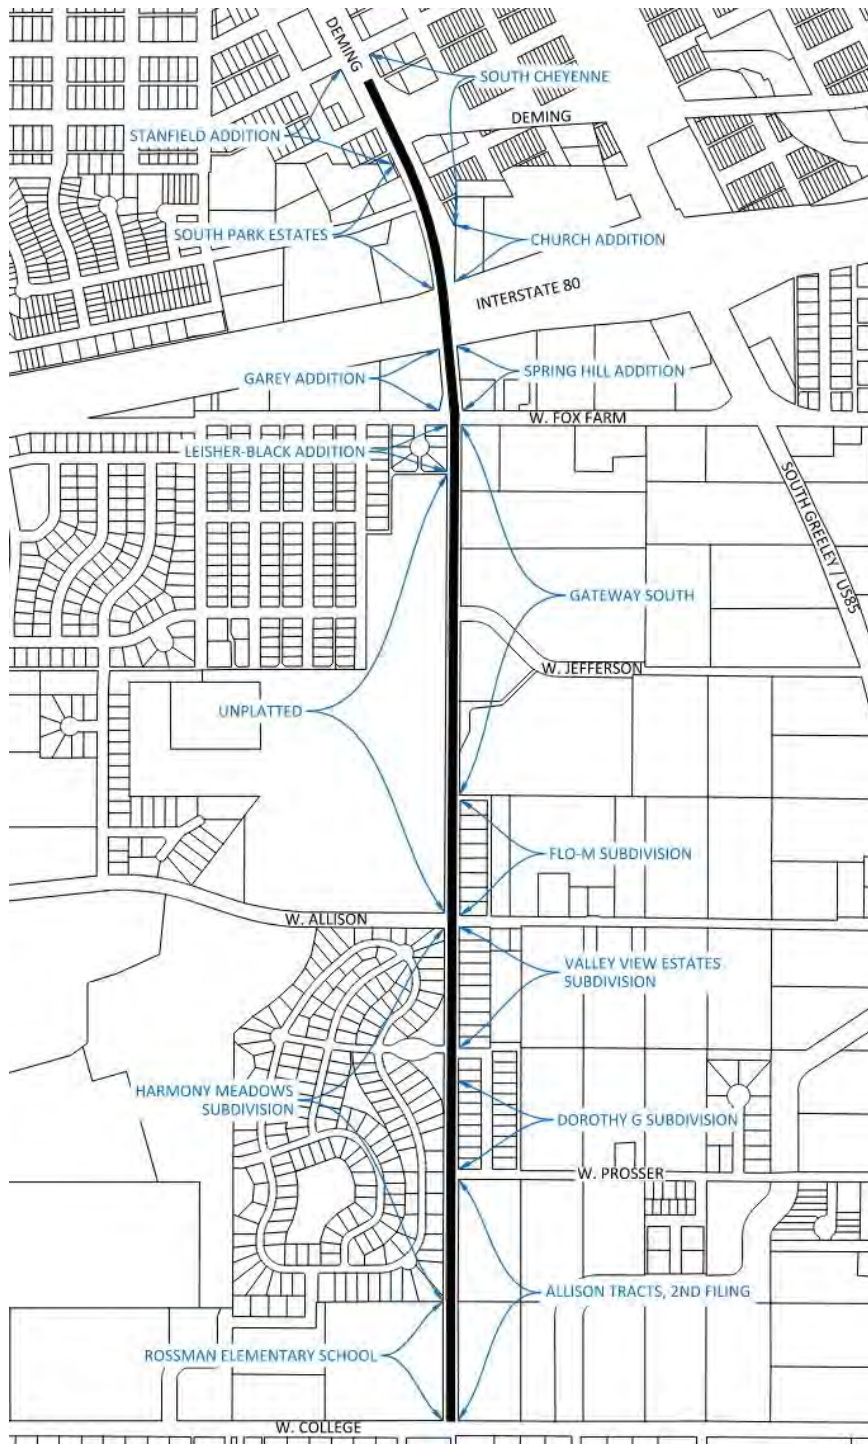 DEMING
SOUTH CHEYENNE
DEMING
STANFIELD ADDITION
SOUTH PARK ESTATES
CHURCH ADDITION
INTERSTATE 80
GAREY ADDITION
SPRING HILL ADDITION
W. FOX FARM
LEISHER-BLACK ADDITION
SOUTH GREELEY / US85
GATEWAY SOUTH
W. JEFFERSON
UNPLATTED
FLO-M SUBDIVISION
W. ALLISON
VALLEY VIEW ESTATES
SUBDIVISION
HARMONY MEADOWS
SUBDIVISION
DOROTHY G SUBDIVISION
W. PROSSER
ALLISON TRACTS, 2ND FILING
ROSSMAN ELEMENTARY SCHOOL
W. COLLEGE